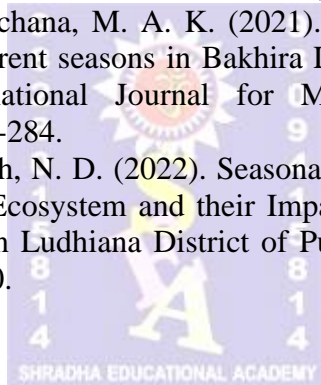 chana, M. A. K. (2021).
rent seasons in Bakhira
national Journal for M
-284.
h, N. D. (2022). Seasona
Ecosystem and their Impa
n Ludhiana District of Pu
).
SHRADHA EDUCATIONAL ACADEMY